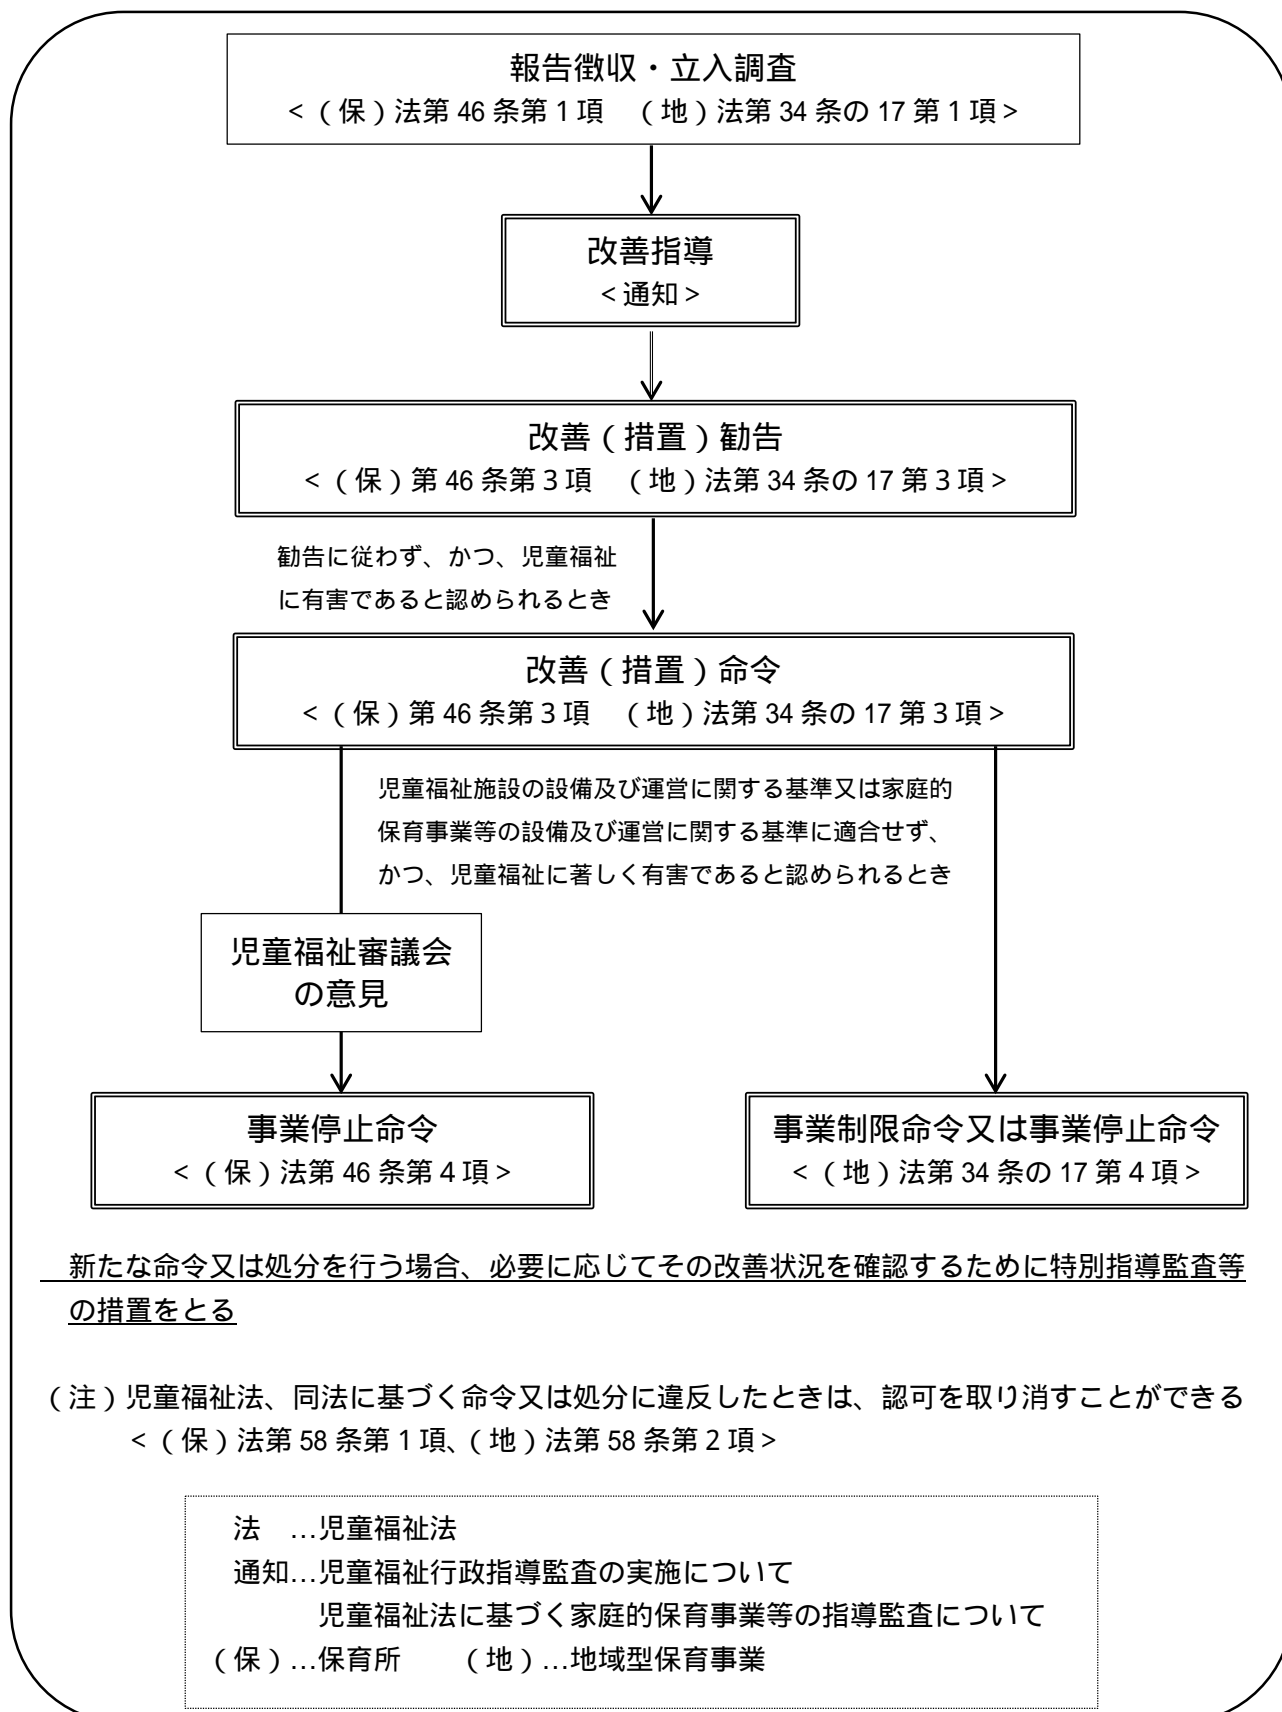 報告徴収・立入調査
<（保）法第 46 条第 1 項　（地）法第 34 条の 17 第 1 項>
改善指導
<通知>
改善（措置）勧告
<（保）第 46 条第３項　（地）法第 34 条の 17 第３項>
勧告に従わず、かつ、児童福祉
に有害であると認められるとき
改善（措置）命令
<（保）第 46 条第３項　（地）法第 34 条の 17 第３項>
児童福祉施設の設備及び運営に関する基準又は家庭的
保育事業等の設備及び運営に関する基準に適合せず、
かつ、児童福祉に著しく有害であると認められるとき
児童福祉審議会
の意見
事業停止命令
<（保）法第 46 条第４項>
事業制限命令又は事業停止命令
<（地）法第 34 条の 17 第４項>
新たな命令又は処分を行う場合、必要に応じてその改善状況を確認するために特別指導監査等
の措置をとる
（注）児童福祉法、同法に基づく命令又は処分に違反したときは、認可を取り消すことができる
<（保）法第 58 条第 1 項、（地）法第 58 条第 2 項>
法　…児童福祉法
通知…児童福祉行政指導監査の実施について
児童福祉法に基づく家庭的保育事業等の指導監査について
（保）…保育所　　（地）…地域型保育事業